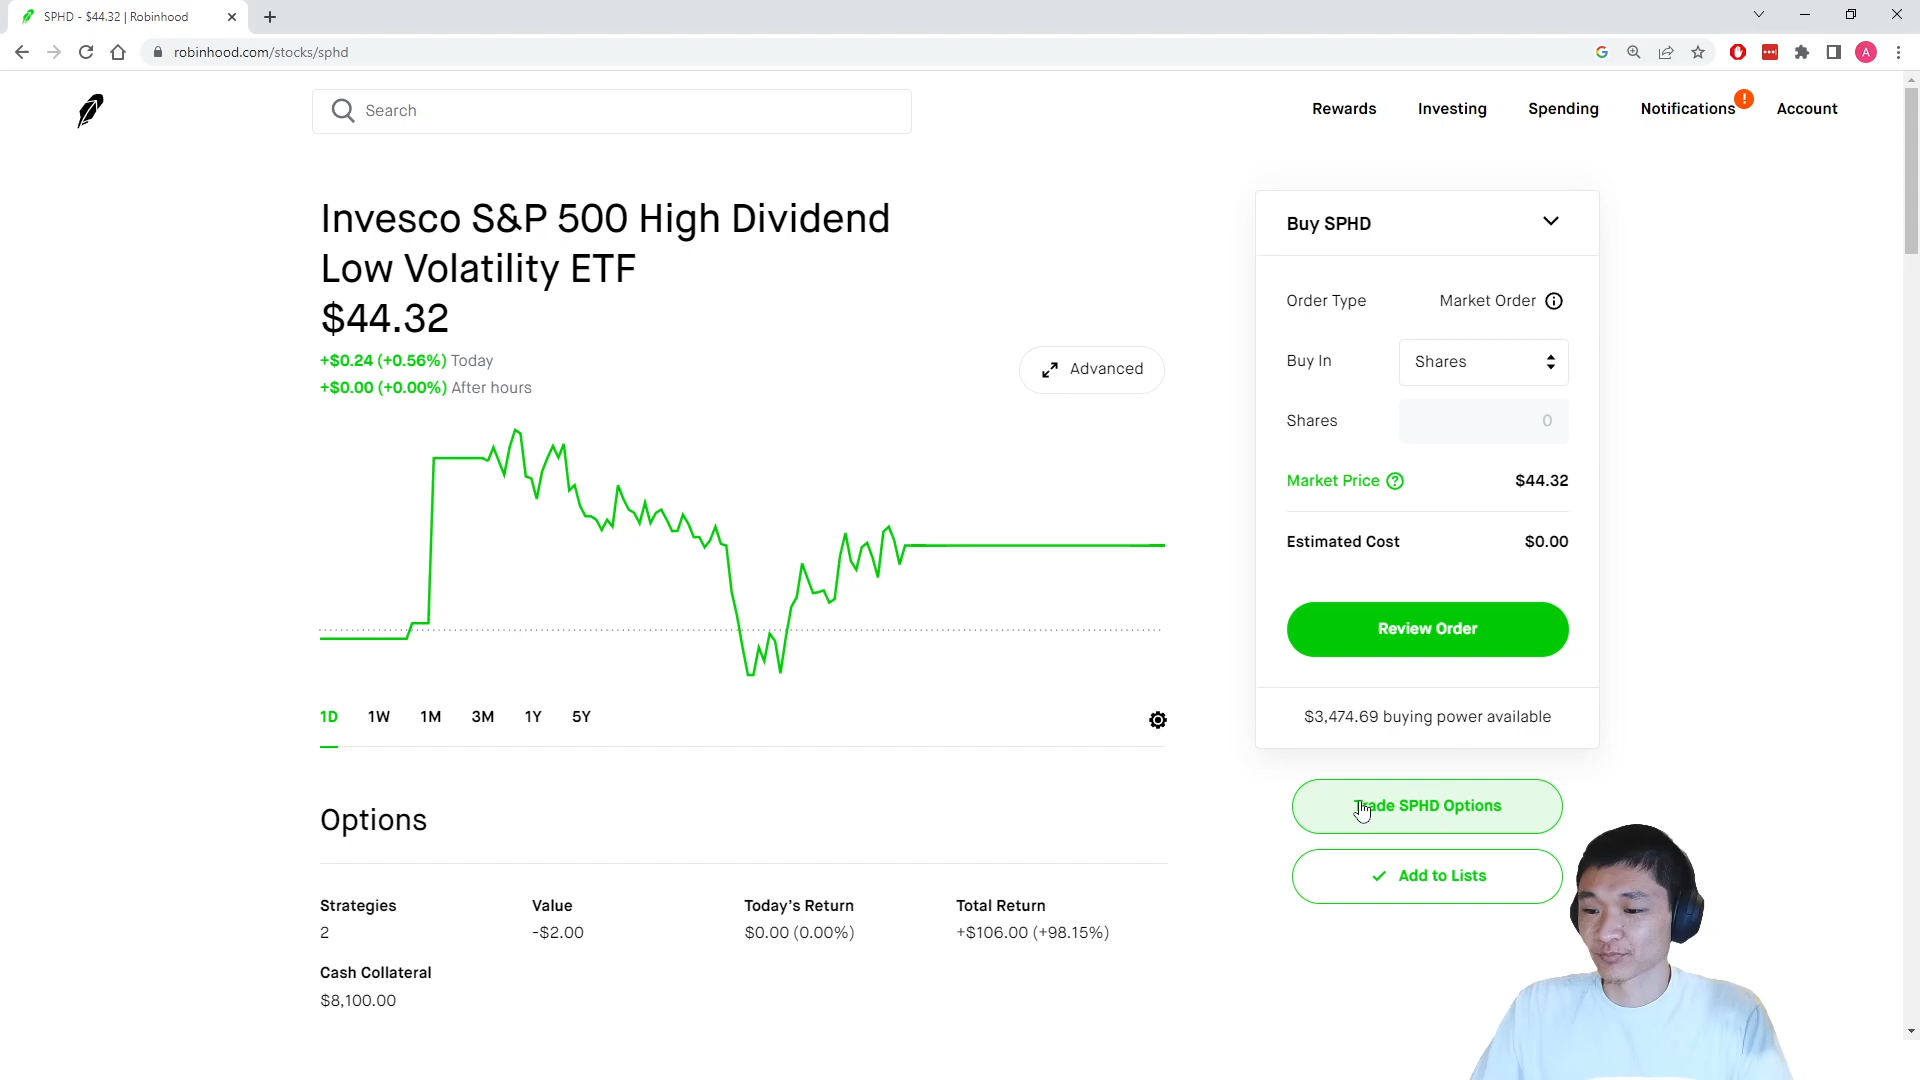 SPHD - $44.32 | Robinhood
robinhood.com/stocks/sphd
A
Search
Rewards
Investing
Spending
Notifications
!
Account
Invesco S&P 500 High Dividend
Low Volatility ETF
$44.32
+$0.24 (+0.56%) Today
+$0.00 (+0.00%) After hours
Advanced
1D 1W 1M 3M 1Y 5Y
Options
Strategies Value Today's Return Total Return
2 -$2.00 $0.00 (0.00%) +$106.00 (+98.15%)
Cash Collateral
$8,100.00
Buy SPHD
Order Type Market Order
Buy In Shares
Shares 0
Market Price ? $44.32
Estimated Cost $0.00
Review Order
$3,474.69 buying power available
Trade SPHD Options
Add to Lists